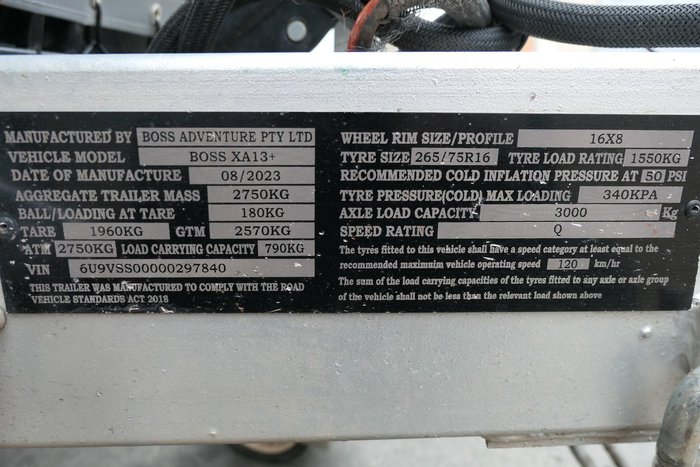 MANUFACTURED BY BOSS ADVENTURE PTY LTD
VEHICLE MODEL BOSS XA13+
DATE OF MANUFACTURE 08/2023
AGGREGATE TRAILER MASS 2750KG
BALL/LOADING AT TARE 180KG
TARE 1960KG GTM 2570KG
ATM 2750KG LOAD CARRYING CAPACITY 790KG
VIN 6U9VSS00000297840
THIS TRAILER WAS MANUFACTURED TO COMPLY WITH THE ROAD
VEHICLE STANDARDS ACT 2018
WHEEL RIM SIZE/PROFILE 16X8
TYRE SIZE 265/75R16 TYRE LOAD RATING 1550KG
RECOMMENDED COLD INFLATION PRESSURE AT 50 PSI
TYRE PRESSURE(COLD) MAX LOADING 340KPA
AXLE LOAD CAPACITY 3000 Kg
SPEED RATING Q
The tyres fitted to this vehicle shall have a speed category at least equal to the
recommended maximum vehicle operating speed 120 km/hr
The sum of the load carrying capacities of the tyres fitted to any axle or axle group
of the vehicle shall not be less than the relevant load shown above